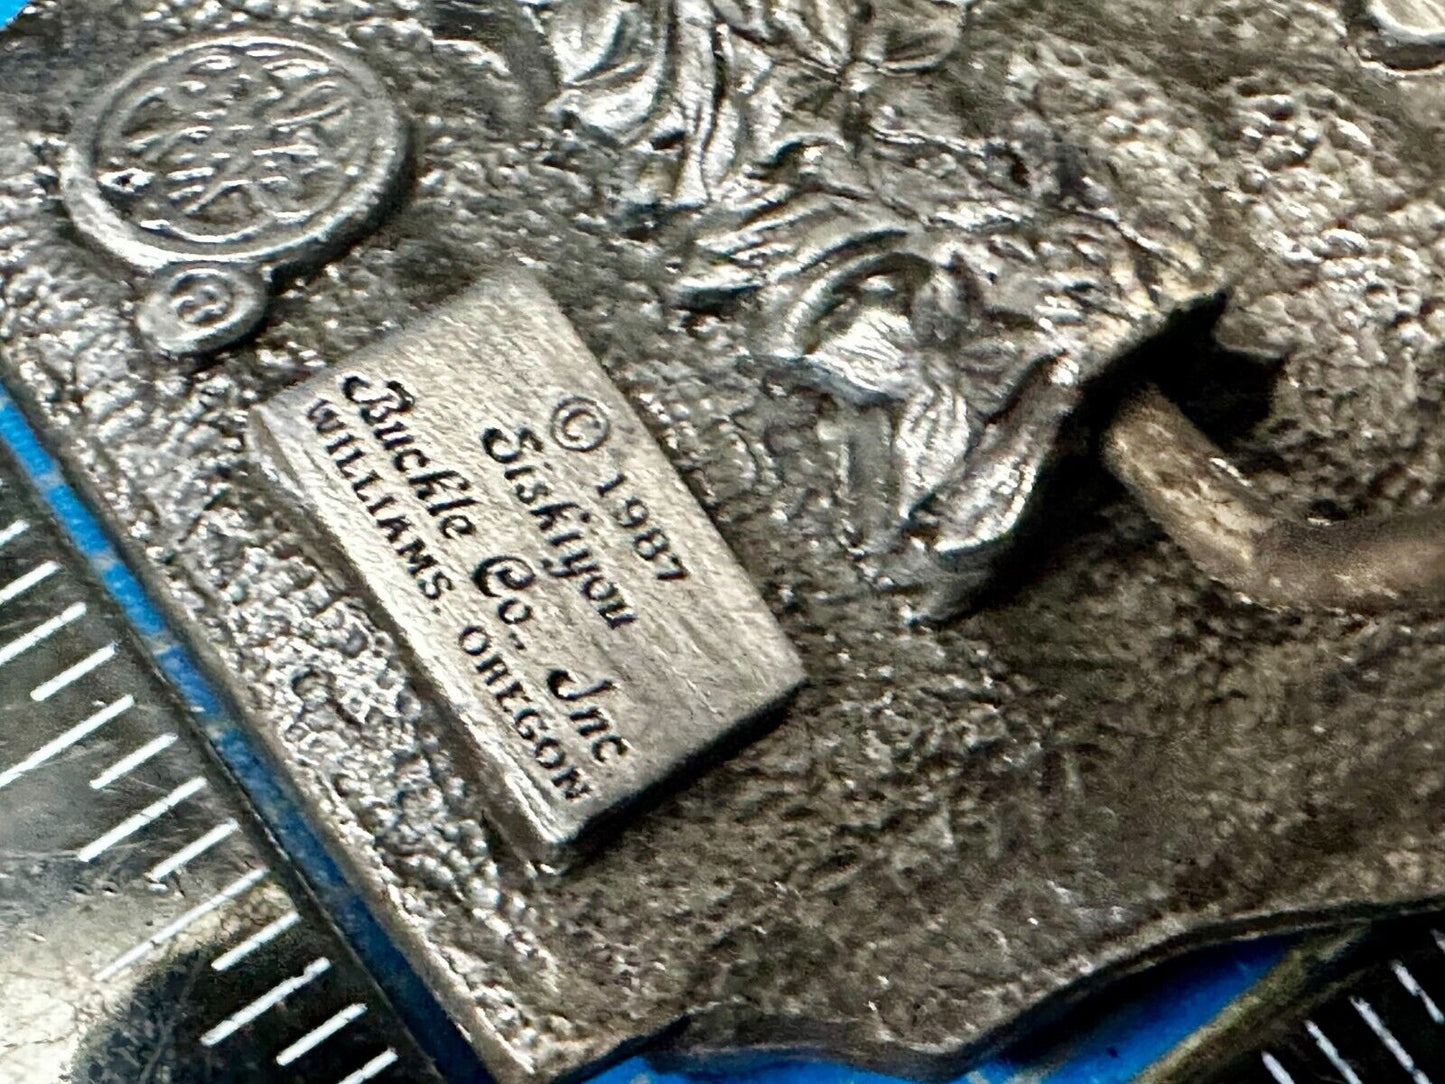 © 1987
Siskiyou
Buckle Co. Inc.
WILLIAMS, OREGON
®